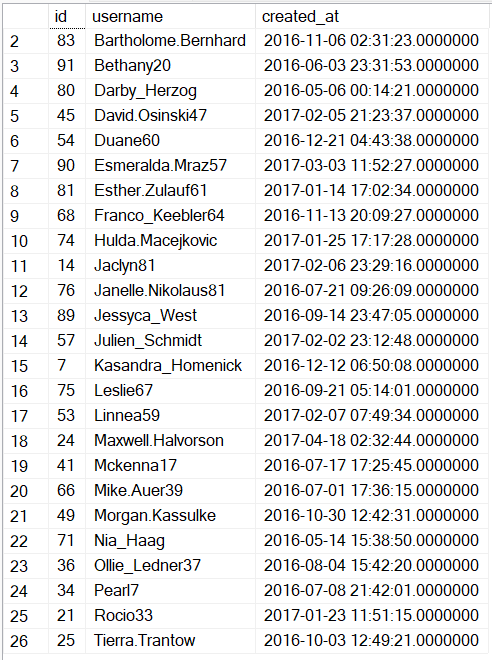 id username created_at
2 83 Bartholome.Bernhard 2016-11-06 02:31:23.0000000
3 91 Bethany20 2016-06-03 23:31:53.0000000
4 80 Darby_Herzog 2016-05-06 00:14:21.0000000
5 45 David.Osinski47 2017-02-05 21:23:37.0000000
6 54 Duane60 2016-12-21 04:43:38.0000000
7 90 Esmeralda.Mraz57 2017-03-03 11:52:27.0000000
8 81 Esther.Zulauf61 2017-01-14 17:02:34.0000000
9 68 Franco_Keebler64 2016-11-13 20:09:27.0000000
10 74 Hulda.Macejkovic 2017-01-25 17:17:28.0000000
11 14 Jaclyn81 2017-02-06 23:29:16.0000000
12 76 Janelle.Nikolaus81 2016-07-21 09:26:09.0000000
13 89 Jessyca_West 2016-09-14 23:47:05.0000000
14 57 Julien_Schmidt 2017-02-02 23:12:48.0000000
15 7 Kasandra_Homenick 2016-12-12 06:50:08.0000000
16 75 Leslie67 2016-09-21 05:14:01.0000000
17 53 Linnea59 2017-02-07 07:49:34.0000000
18 24 Maxwell.Halvorson 2017-04-18 02:32:44.0000000
19 41 Mckenna17 2016-07-17 17:25:45.0000000
20 66 Mike.Auer39 2016-07-01 17:36:15.0000000
21 49 Morgan.Kassulke 2016-10-30 12:42:31.0000000
22 71 Nia_Haag 2016-05-14 15:38:50.0000000
23 36 Ollie_Ledner37 2016-08-04 15:42:20.0000000
24 34 Pearl7 2016-07-08 21:42:01.0000000
25 21 Rocio33 2017-01-23 11:51:15.0000000
26 25 Tierra.Trantow 2016-10-03 12:49:21.0000000